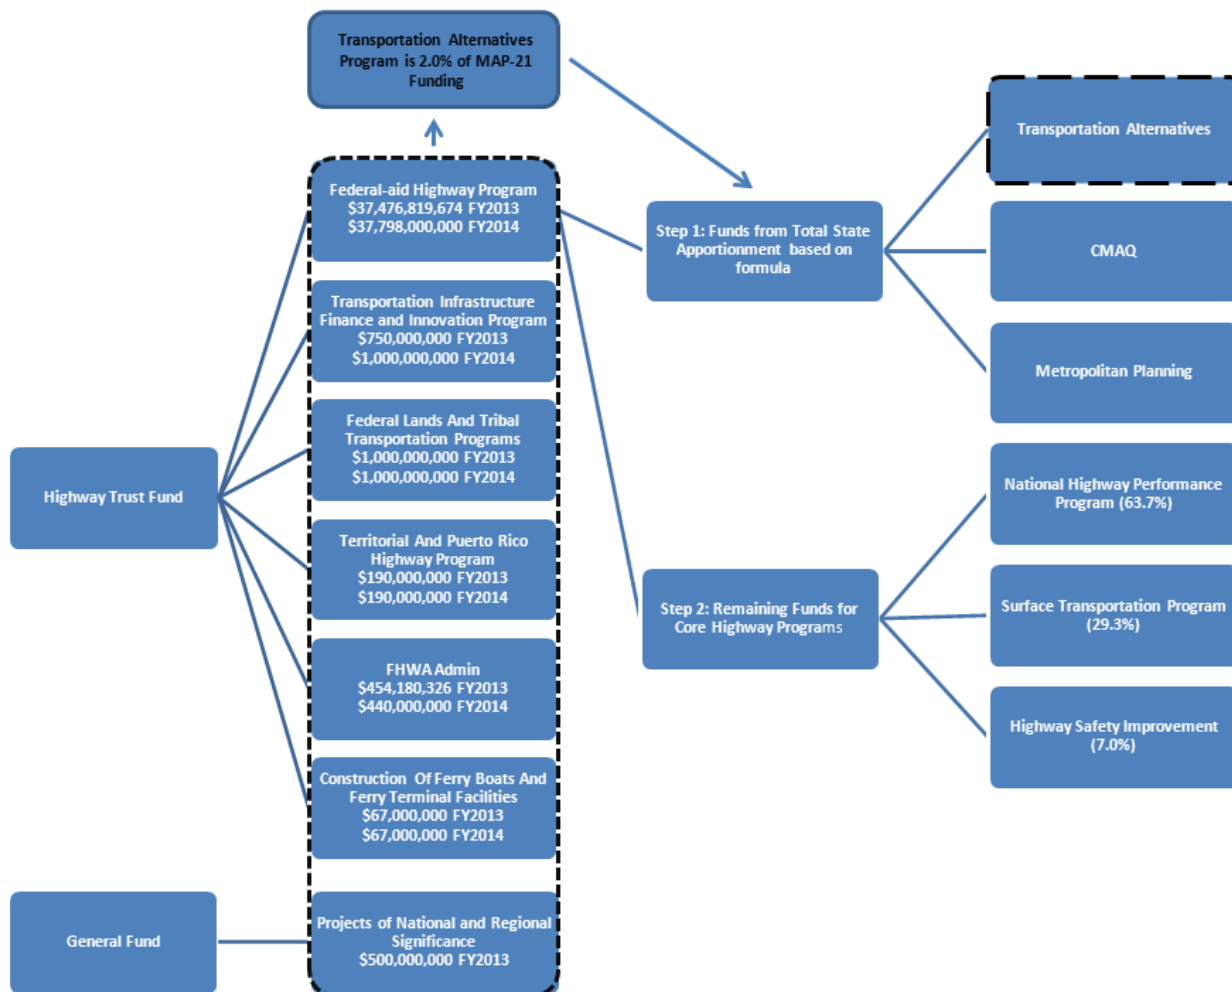 Transportation Alternatives
Program is 2.0% of MAP-21
Funding
Federal-aid Highway Program
$37,476,819,674 FY2013
$37,798,000,000 FY2014
Transportation Infrastructure
Finance and Innovation Program
$750,000,000 FY2013
$1,000,000,000 FY2014
Federal Lands And Tribal
Transportation Programs
$1,000,000,000 FY2013
$1,000,000,000 FY2014
Highway Trust Fund
Territorial And Puerto Rico
Highway Program
$190,000,000 FY2013
$190,000,000 FY2014
FHWA Admin
$454,180,326 FY2013
$440,000,000 FY2014
Construction Of Ferry Boats And
Ferry Terminal Facilities
$67,000,000 FY2013
$67,000,000 FY2014
General Fund
Projects of National and Regional
Significance
$500,000,000 FY2013
Step 1: Funds from Total State
Apportionment based on
formula
Transportation Alternatives
CMAQ
Metropolitan Planning
Step 2: Remaining Funds for
Core Highway Programs
National Highway Performance
Program (63.7%)
Surface Transportation Program
(29.3%)
Highway Safety Improvement
(7.0%)